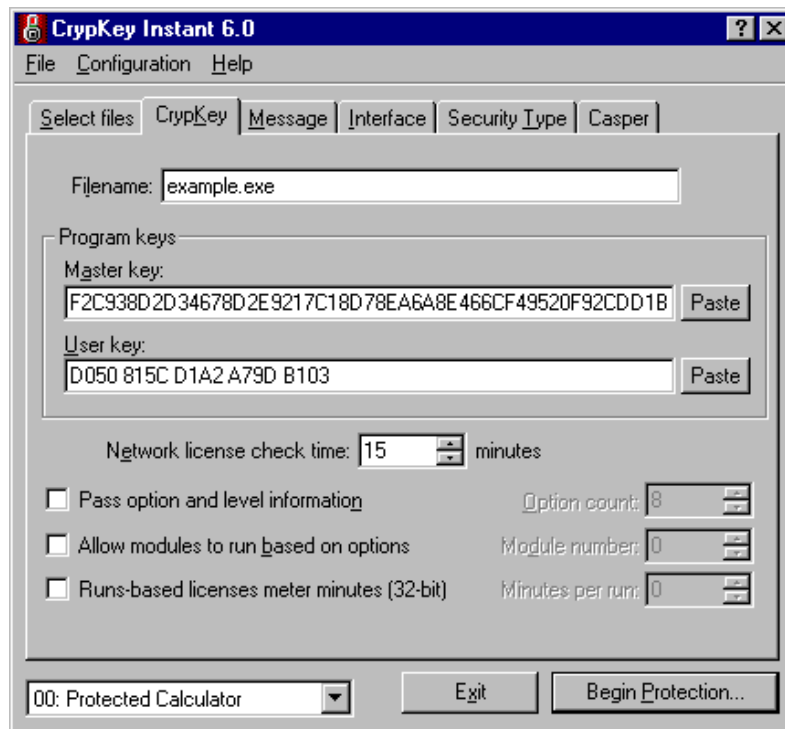 CrypKey Instant 6.0
File Configuration Help
Select files CrypKey Message Interface Security Type Casper
Filename: example.exe
Program keys
Master key:
F2C938D2D34678D2E9217C18D78EA6A8E466CF49520F92CDD1B Paste
User key:
D050 815C D1A2 A79D B103 Paste
Network license check time: 15 minutes
Pass option and level information Option count: 8
Allow modules to run based on options Module number: 0
Runs-based licenses meter minutes (32-bit) Minutes per run: 0
00: Protected Calculator Exit Begin Protection...